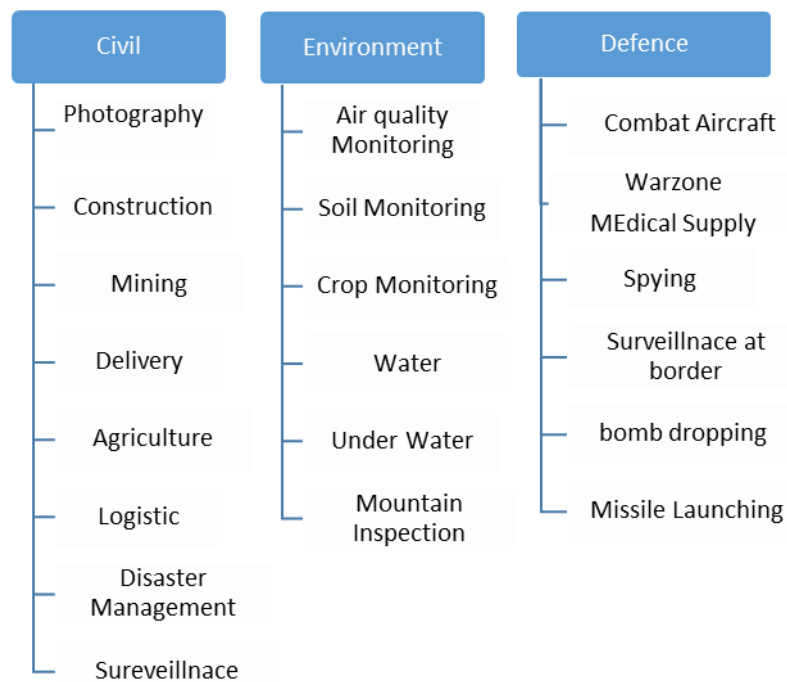 Civil
Photography
Construction
Mining
Delivery
Agriculture
Logistic
Disaster
Management
Sureveillnace
Environment
Air quality
Monitoring
Soil Monitoring
Crop Monitoring
Water
Under Water
Mountain
Inspection
Defence
Combat Aircraft
Warzone
MEdical Supply
Spying
Surveillnace at
border
bomb dropping
Missile Launching